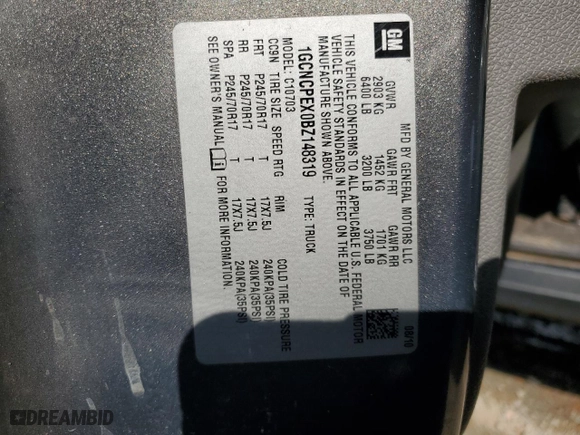 GM
MFD BY GENERAL MOTORS LLC
08/10
GVWR GAWR FRT GAWR RR
2903 KG 1452 KG 1701 KG
6400 LB 3200 LB 3750 LB
THIS VEHICLE CONFORMS TO ALL APPLICABLE U.S. FEDERAL MOTOR
VEHICLE SAFETY STANDARDS IN EFFECT ON THE DATE OF
MANUFACTURE SHOWN ABOVE.
1GCNCPEX0BZ148319 TYPE: TRUCK
MODEL: C10703
CC9N TIRE SIZE SPEED RTG RIM COLD TIRE PRESSURE
FRT P245/70R17 T 17X7.5J 240KPA(35PSI)
RR P245/70R17 T 17X7.5J 240KPA(35PSI)
SPA P245/70R17 T 17X7.5J 240KPA(35PSI)
SEE OWNER'S MANUAL i FOR MORE INFORMATION.
DREAMBID